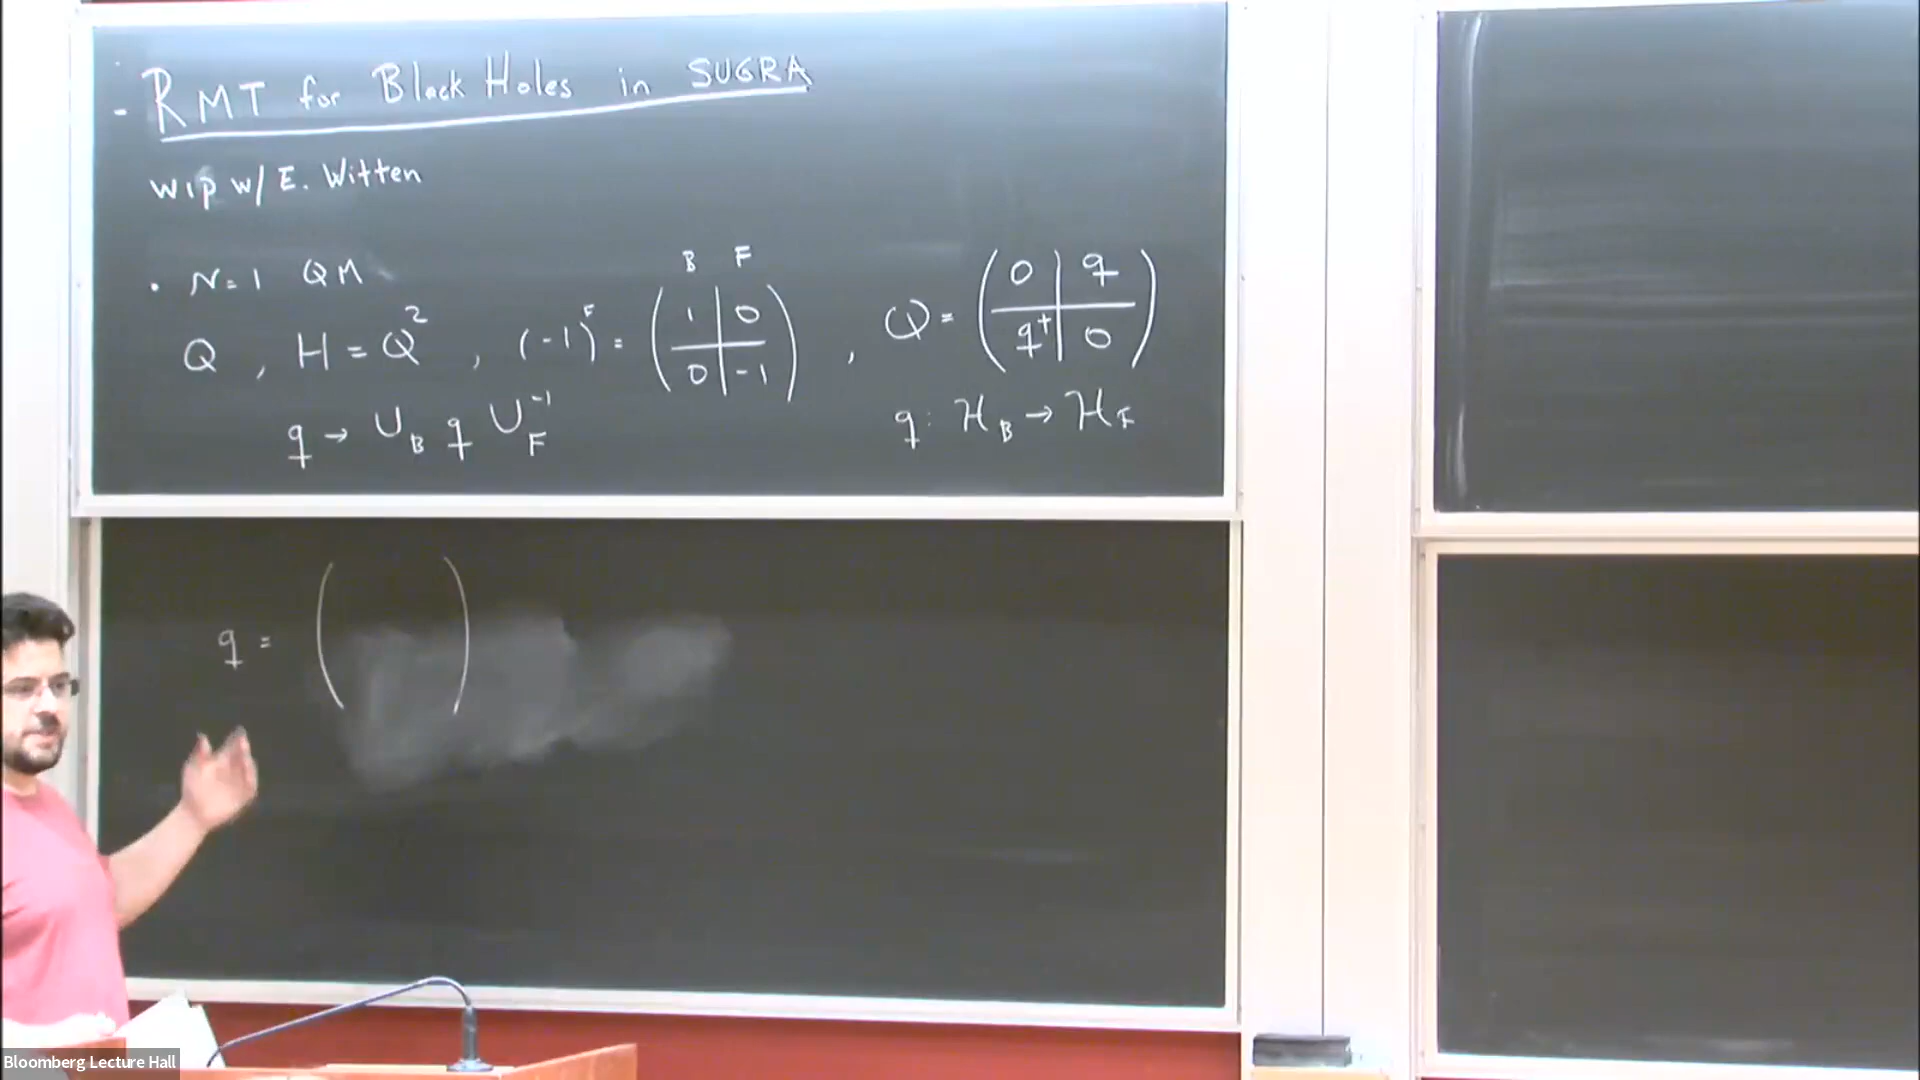 - RMT for Black Holes in SUGRA
wip w/ E. Witten
· N=1 QM
Q , H = Q² , (-1)^F = ( B F 1 | 0 0 | -1 ) , Q = ( 0 | q q† | 0 )
q → U_B q U_F^{-1}
q : H_B → H_F
q = ( )
Bloomberg Lecture Hall